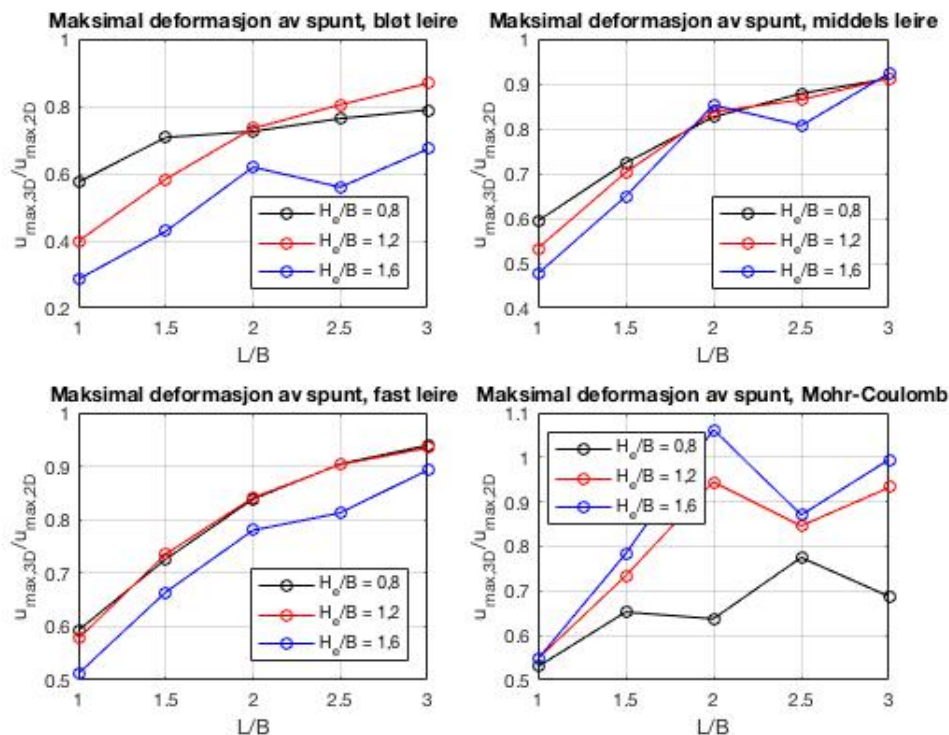 Maksimal deformasjon av spunt, bløt leire
u_max,3D/u_max,2D
1
0.8
0.6
0.4
0.2
H_e/B = 0,8
H_e/B = 1,2
H_e/B = 1,6
1 1.5 2 2.5 3
L/B
Maksimal deformasjon av spunt, middels leire
u_max,3D/u_max,2D
1
0.9
0.8
0.7
0.6
0.5
0.4
H_e/B = 0,8
H_e/B = 1,2
H_e/B = 1,6
1 1.5 2 2.5 3
L/B
Maksimal deformasjon av spunt, fast leire
u_max,3D/u_max,2D
1
0.9
0.8
0.7
0.6
0.5
H_e/B = 0,8
H_e/B = 1,2
H_e/B = 1,6
1 1.5 2 2.5 3
L/B
Maksimal deformasjon av spunt, Mohr-Coulomb
u_max,3D/u_max,2D
1.1
1
0.9
0.8
0.7
0.6
0.5
H_e/B = 0,8
H_e/B = 1,2
H_e/B = 1,6
1 1.5 2 2.5 3
L/B